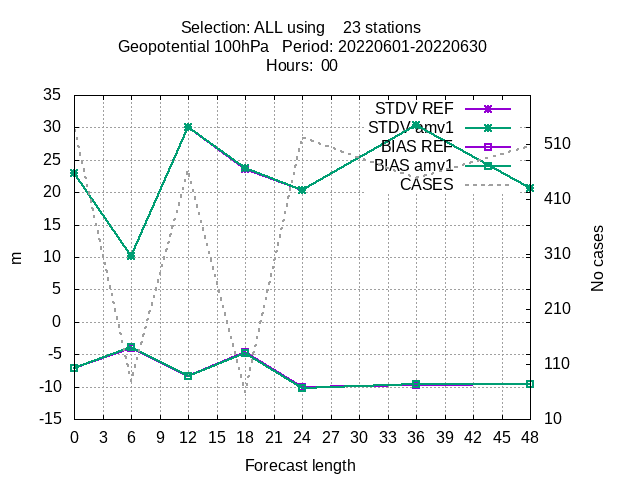 Selection: ALL using    23 stations
Geopotential 100hPa   Period: 20220601-20220630
Hours:  00
35
30
25
20
15
10
5
0
-5
-10
-15
m
STDV REF
STDV amv1
BIAS REF
BIAS amv1
CASES
510
410
310
210
110
10
No cases
0 3 6 9 12 15 18 21 24 27 30 33 36 39 42 45 48
Forecast length